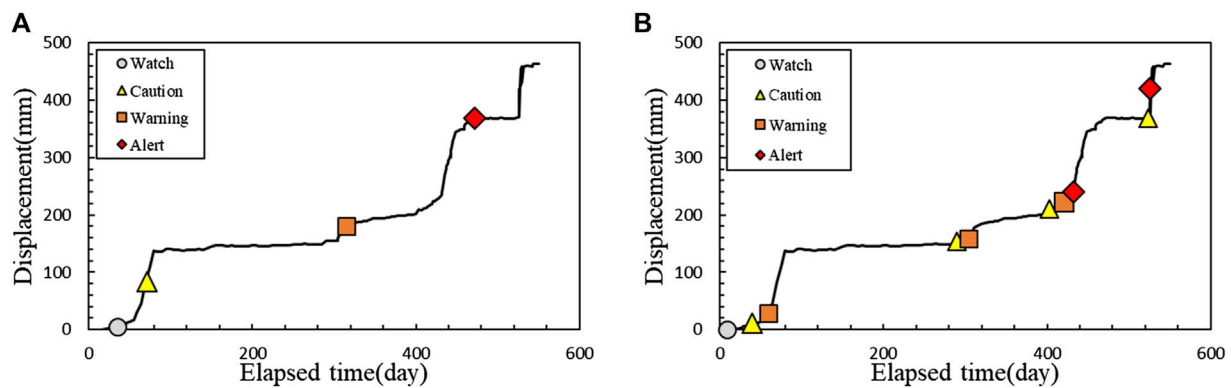 A
Displacement(mm)
500
400
300
200
100
0
Watch
Caution
Warning
Alert
0 200 400 600
Elapsed time(day)
B
Displacement(mm)
500
400
300
200
100
0
Watch
Caution
Warning
Alert
0 200 400 600
Elapsed time(day)